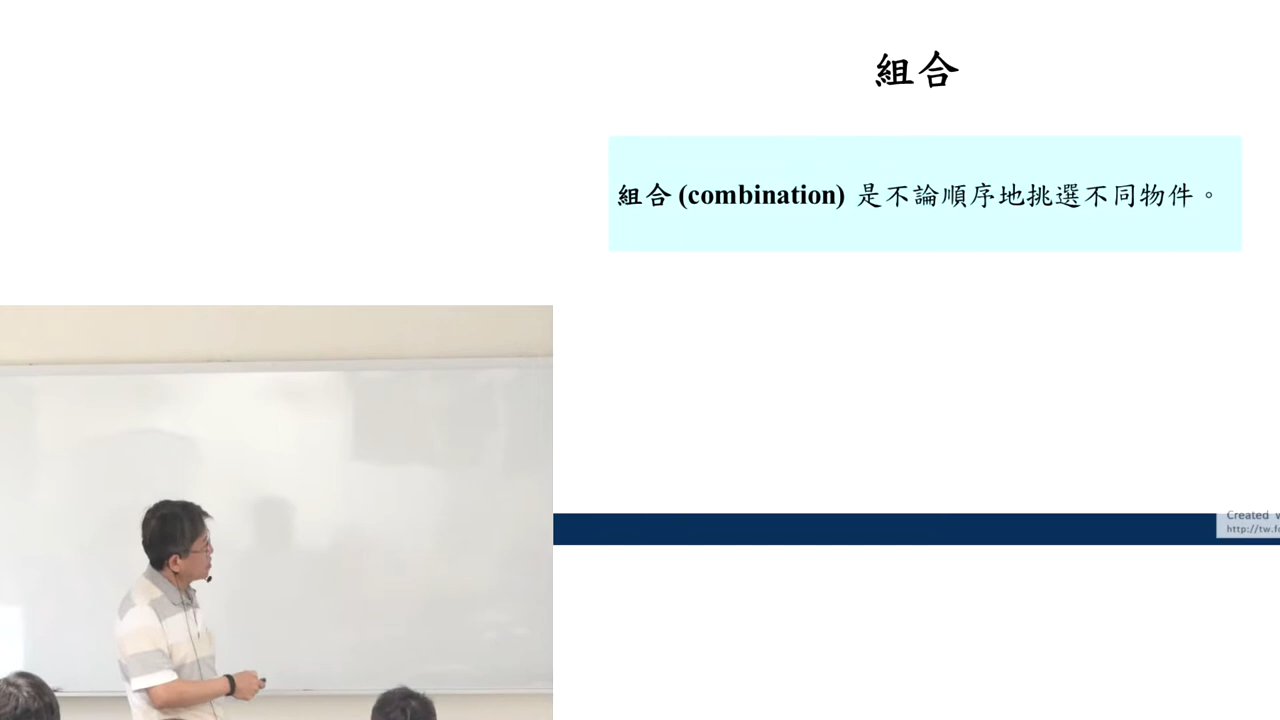 組合
組合 (combination) 是不論順序地挑選不同物件。
Created
http://tw.f